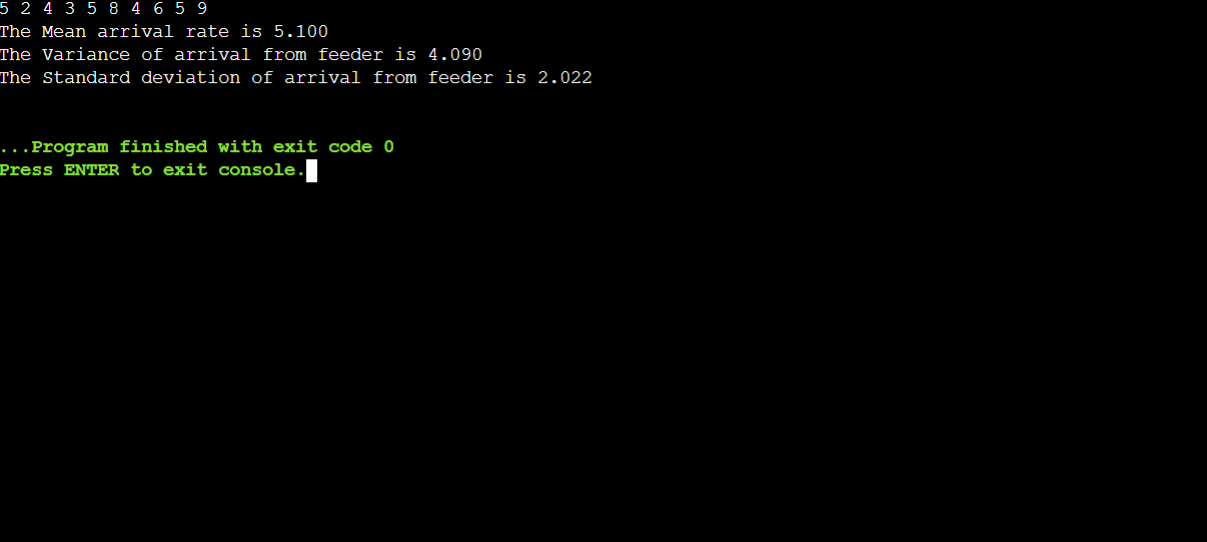 5 2 4 3 5 8 4 6 5 9
The Mean arrival rate is 5.100
The Variance of arrival from feeder is 4.090
The Standard deviation of arrival from feeder is 2.022
...Program finished with exit code 0
Press ENTER to exit console.